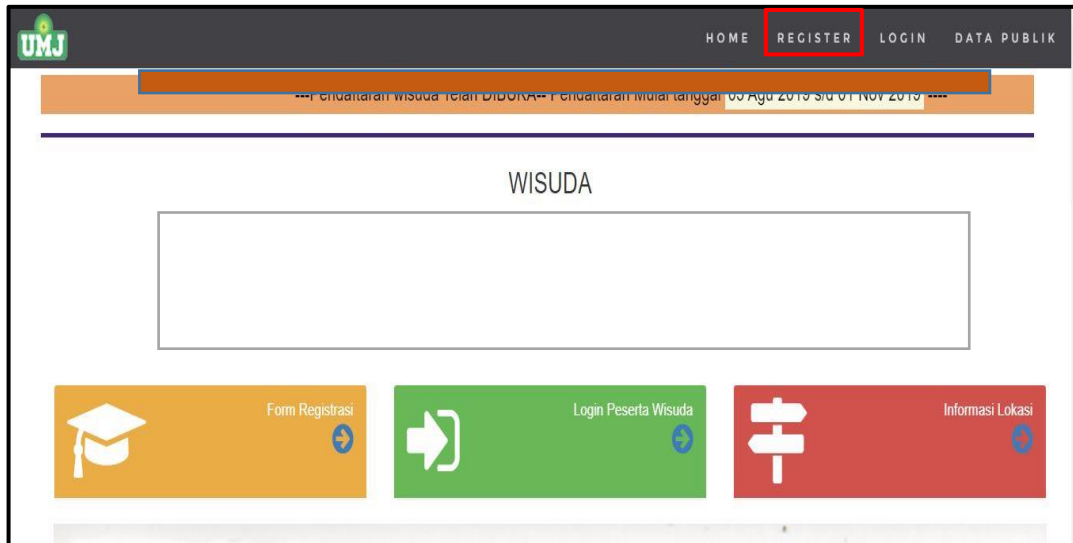 UMJ
HOME REGISTER LOGIN DATA PUBLIK
---Pendaftaran Wisuda Telah DIBUKA-- Pendaftaran Mulai tanggal 05 Agu 2019 s/d 01 Nov 2019 ----
WISUDA
Form Registrasi
Login Peserta Wisuda
Informasi Lokasi